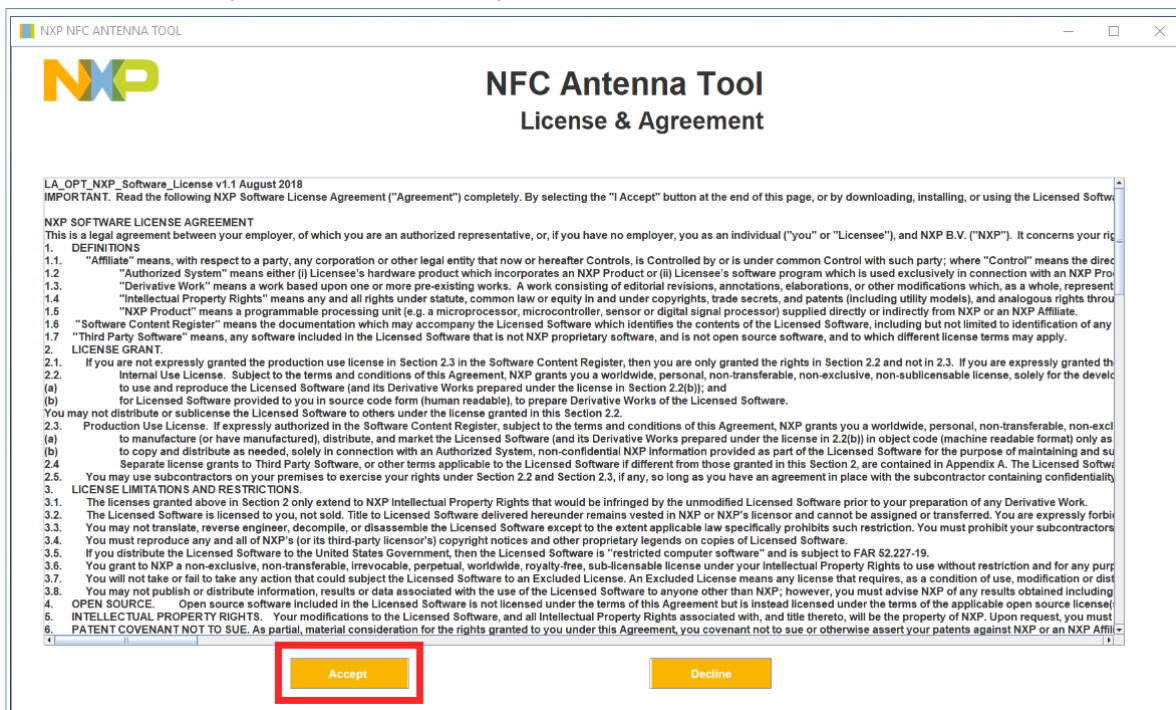 NXP NFC ANTENNA TOOL
NXP
NFC Antenna Tool
License & Agreement
LA_OPT_NXP_Software_License v1.1 August 2018
IMPORTANT. Read the following NXP Software License Agreement ("Agreement") completely. By selecting the "I Accept" button at the end of this page, or by downloading, installing, or using the Licensed
NXP SOFTWARE LICENSE AGREEMENT
This is a legal agreement between your employer, of which you are an authorized representative, or, if you have no employer, you as an individual ("you" or "Licensee"), and NXP B.V. ("NXP"). It concerns your
1. DEFINITIONS
1.1. "Affiliate" means, with respect to a party, any corporation or other legal entity that now or hereafter Controls, is Controlled by or is under common Control with such party; where "Control" means the
1.2 "Authorized System" means either (i) Licensee's hardware product which incorporates an NXP Product or (ii) Licensee's software program which is used exclusively in connection with an NXP
1.3. "Derivative Work" means a work based upon one or more pre-existing works. A work consisting of editorial revisions, annotations, elaborations, or other modifications which, as a whole,
1.4 "Intellectual Property Rights" means any and all rights under statute, common law or equity in and under copyrights, trade secrets, and patents (including utility models), and analogous rights
1.5 "NXP Product" means a programmable processing unit (e.g. a microprocessor, microcontroller, sensor or digital signal processor) supplied directly or indirectly from NXP or an NXP Affiliate.
1.6 "Software Content Register" means the documentation which may accompany the Licensed Software which identifies the contents of the Licensed Software, including but not limited to identification of any
1.7 "Third Party Software" means, any software included in the Licensed Software that is not NXP proprietary software, and is not open source software, and to which different license terms may apply.
2. LICENSE GRANT.
2.1. If you are not expressly granted the production use license in Section 2.3 in the Software Content Register, then you are only granted the rights in Section 2.2 and not in 2.3. If you are expressly granted
2.2. Internal Use License. Subject to the terms and conditions of this Agreement, NXP grants you a worldwide, personal, non-transferable, non-exclusive, non-sublicensable license, solely for the
(a) to use and reproduce the Licensed Software (and its Derivative Works prepared under the license in Section 2.2(b)); and
(b) for Licensed Software provided to you in source code form (human readable), to prepare Derivative Works of the Licensed Software.
You may not distribute or sublicense the Licensed Software to others under the license granted in this Section 2.2.
2.3. Production Use License. If expressly authorized in the Software Content Register, subject to the terms and conditions of this Agreement, NXP grants you a worldwide, personal, non-transferable,
(a) to manufacture (or have manufactured), distribute, and market the Licensed Software (and its Derivative Works prepared under the license in 2.2(b)) in object code (machine readable format) only as
(b) to copy and distribute as needed, solely in connection with an Authorized System, non-confidential NXP information provided as part of the Licensed Software for the purpose of maintaining and
2.4 Separate license grants to Third Party Software, or other terms applicable to the Licensed Software if different from those granted in this Section 2, are contained in Appendix A. The Licensed
2.5. You may use subcontractors on your premises to exercise your rights under Section 2.2 and Section 2.3, if any, so long as you have an agreement in place with the subcontractor containing confidentiality
3. LICENSE LIMITATIONS AND RESTRICTIONS.
3.1. The licenses granted above in Section 2 only extend to NXP Intellectual Property Rights that would be infringed by the unmodified Licensed Software prior to your preparation of any Derivative Work.
3.2. The Licensed Software is licensed to you, not sold. Title to Licensed Software delivered hereunder remains vested in NXP or NXP's licensor and cannot be assigned or transferred. You are expressly
3.3. You may not translate, reverse engineer, decompile, or disassemble the Licensed Software except to the extent applicable law specifically prohibits such restriction. You must prohibit your subcontractors
3.4. You must reproduce any and all of NXP's (or its third-party licensor's) copyright notices and other proprietary legends on copies of Licensed Software.
3.5. If you distribute the Licensed Software to the United States Government, then the Licensed Software is "restricted computer software" and is subject to FAR 52.227-19.
3.6. You grant to NXP a non-exclusive, non-transferable, irrevocable, perpetual, worldwide, royalty-free, sub-licensable license under your Intellectual Property Rights to use without restriction and for any
3.7. You will not take or fail to take any action that could subject the Licensed Software to an Excluded License. An Excluded License means any license that requires, as a condition of use, modification or
3.8. You may not publish or distribute information, results or data associated with the use of the Licensed Software to anyone other than NXP; however, you must advise NXP of any results obtained including
4. OPEN SOURCE. Open source software included in the Licensed Software is not licensed under the terms of this Agreement but is instead licensed under the terms of the applicable open source
5. INTELLECTUAL PROPERTY RIGHTS. Your modifications to the Licensed Software, and all Intellectual Property Rights associated with, and title thereto, will be the property of NXP. Upon request, you must
6. PATENT COVENANT NOT TO SUE. As partial, material consideration for the rights granted to you under this Agreement, you covenant not to sue or otherwise assert your patents against NXP or an NXP
Accept
Decline